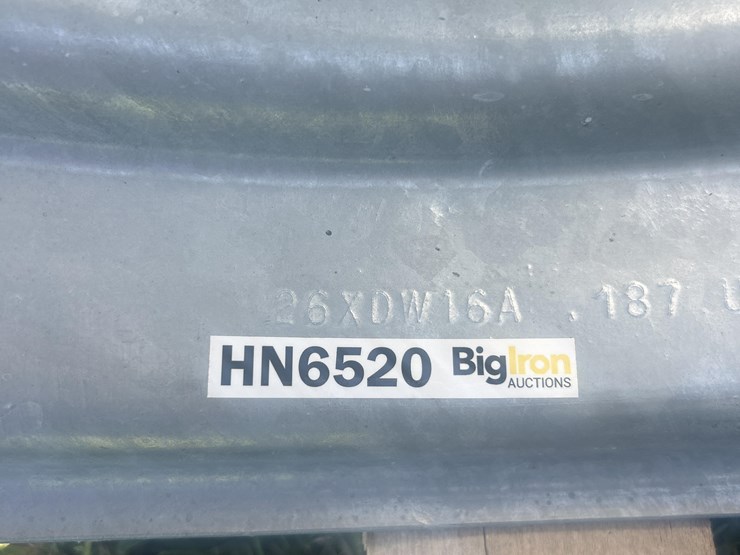 26XDW16A .187 U
HN6520 BigIron AUCTIONS